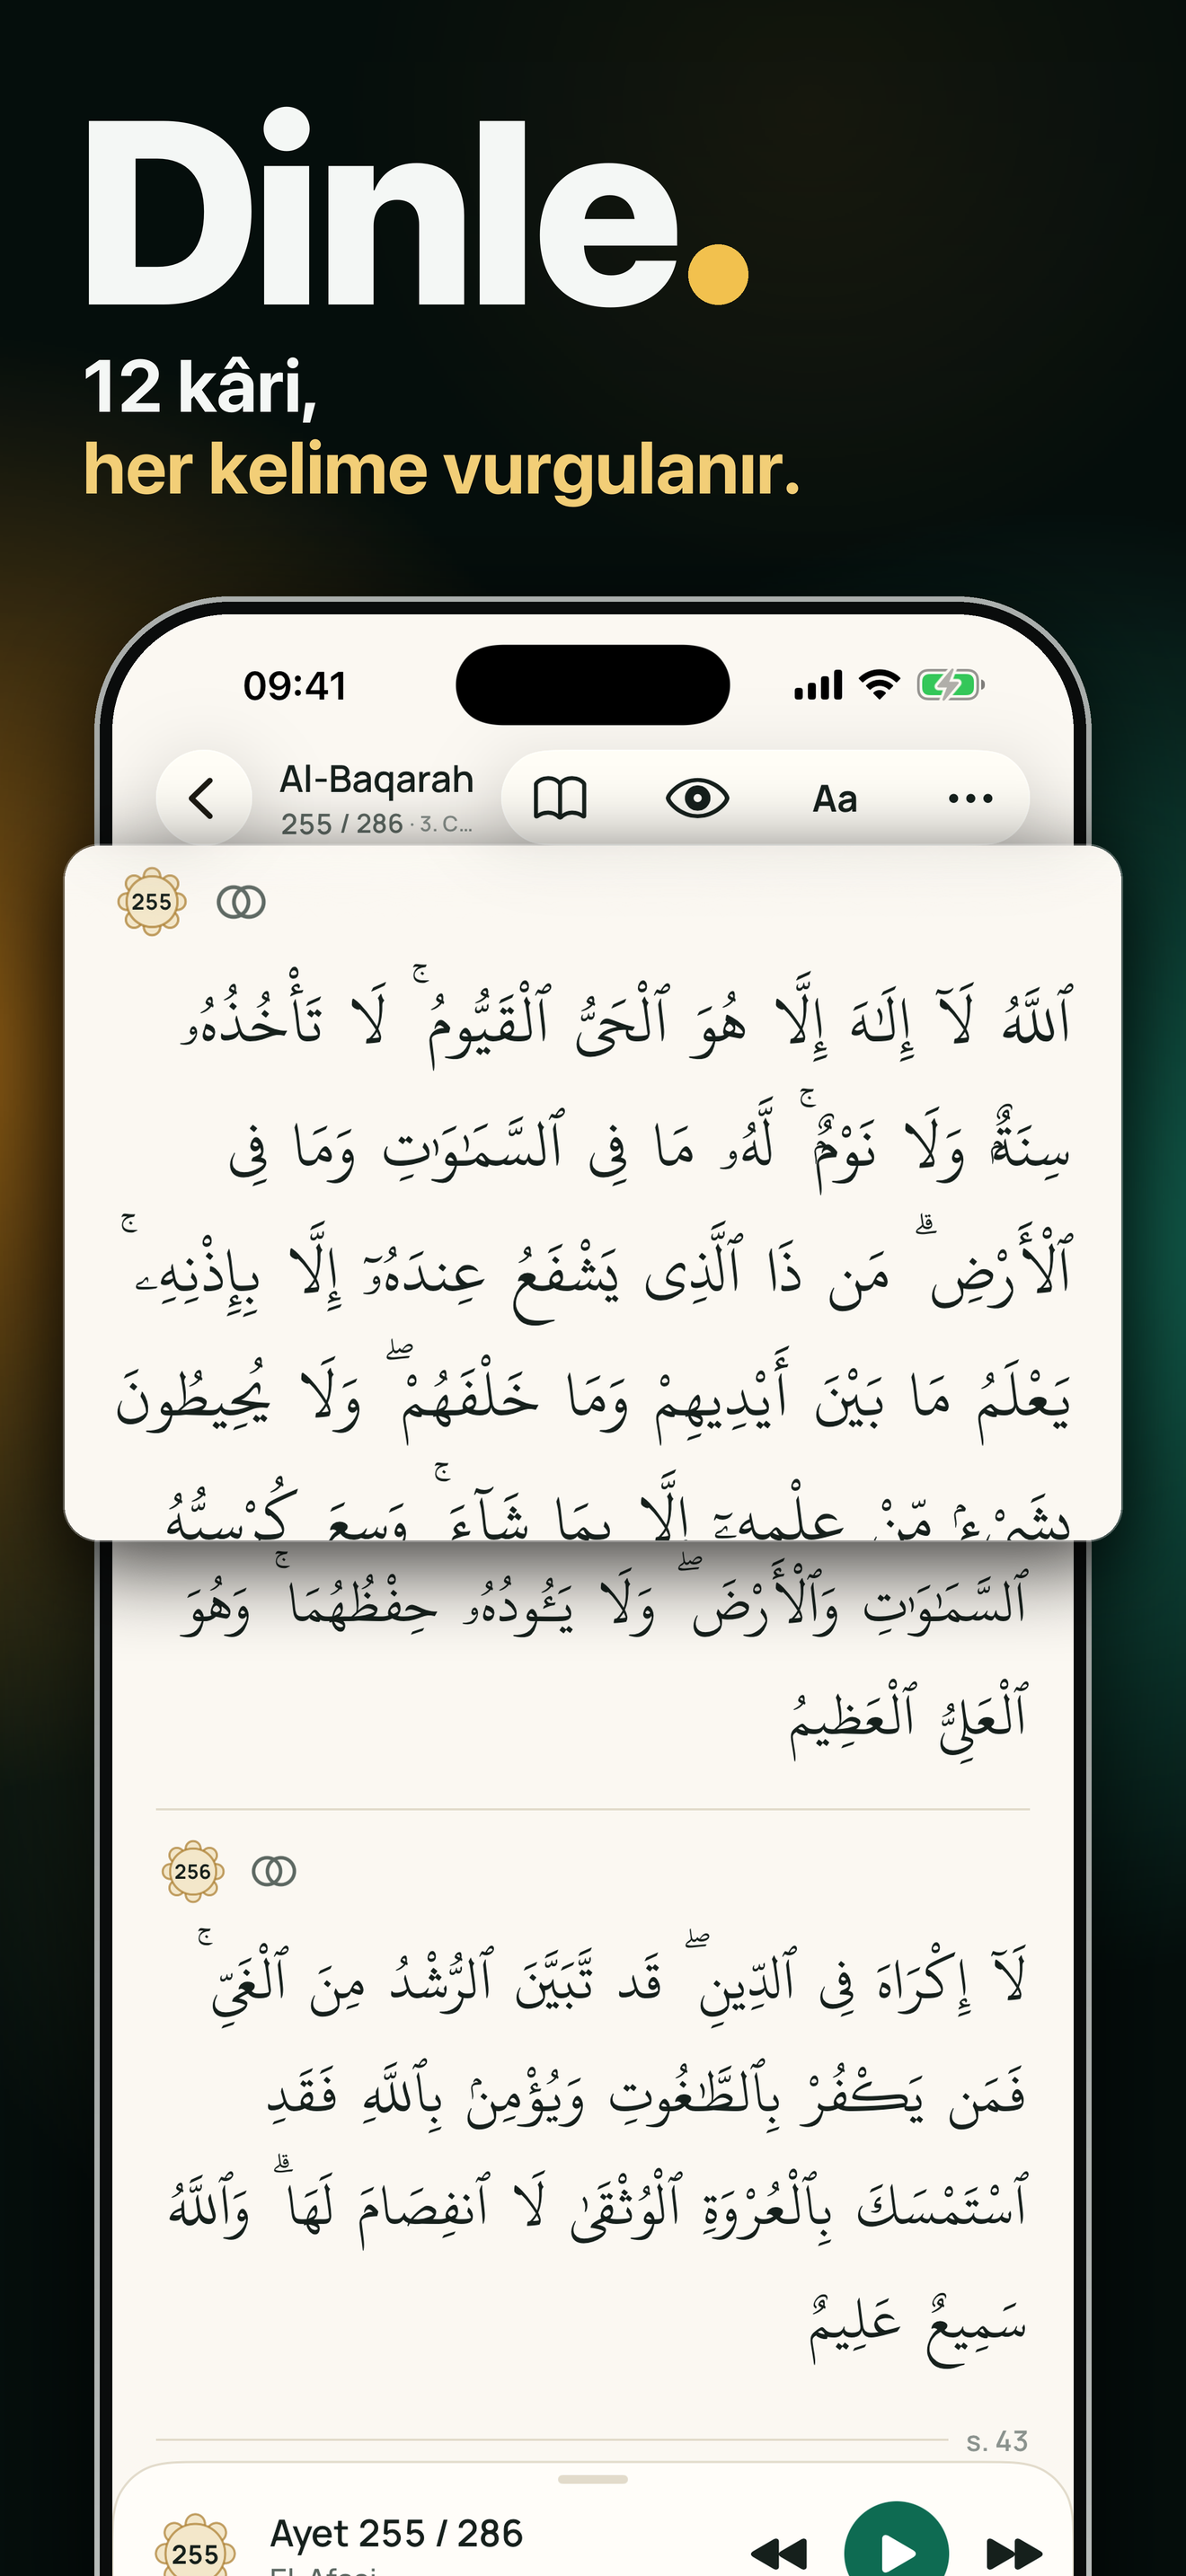 Dinle.
12 kâri,
her kelime vurgulanır.
09:41
Al-Baqarah
255 / 286 · 3. C...
Aa
255
ٱللَّهُ لَآ إِلَـٰهَ إِلَّا هُوَ ٱلْحَىُّ ٱلْقَيُّومُ ۚ لَا تَأْخُذُهُۥ
سِنَةٌۭ وَلَا نَوْمٌۭ ۚ لَّهُۥ مَا فِى ٱلسَّمَـٰوَٰتِ وَمَا فِى
ٱلْأَرْضِ ۗ مَن ذَا ٱلَّذِى يَشْفَعُ عِندَهُۥٓ إِلَّا بِإِذْنِهِۦ ۚ
يَعْلَمُ مَا بَيْنَ أَيْدِيهِمْ وَمَا خَلْفَهُمْ ۖ وَلَا يُحِيطُونَ
بِشَىْءٍۢ مِّنْ عِلْمِهِۦٓ إِلَّا بِمَا شَآءَ ۚ وَسِعَ كُرْسِيُّهُ
ٱلسَّمَـٰوَٰتِ وَٱلْأَرْضَ ۖ وَلَا يَـُٔودُهُۥ حِفْظُهُمَا ۚ وَهُوَ
ٱلْعَلِىُّ ٱلْعَظِيمُ
256
لَآ إِكْرَاهَ فِى ٱلدِّينِ ۖ قَد تَّبَيَّنَ ٱلرُّشْدُ مِنَ ٱلْغَىِّ ۚ
فَمَن يَكْفُرْ بِٱلطَّـٰغُوتِ وَيُؤْمِنۢ بِٱللَّهِ فَقَدِ
ٱسْتَمْسَكَ بِٱلْعُرْوَةِ ٱلْوُثْقَىٰ لَا ٱنفِصَامَ لَهَا ۗ وَٱللَّهُ
سَمِيعٌ عَلِيمٌ
s. 43
255
Ayet 255 / 286